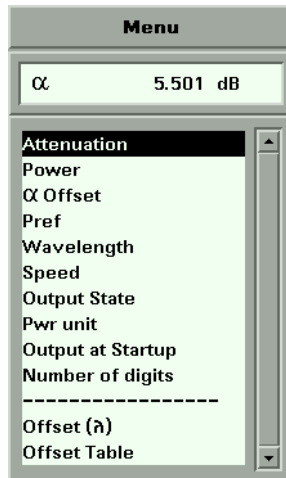 Menu
α 5.501 dB
Attenuation
Power
α Offset
Pref
Wavelength
Speed
Output State
Pwr unit
Output at Startup
Number of digits
-----------------
Offset (ה)
Offset Table